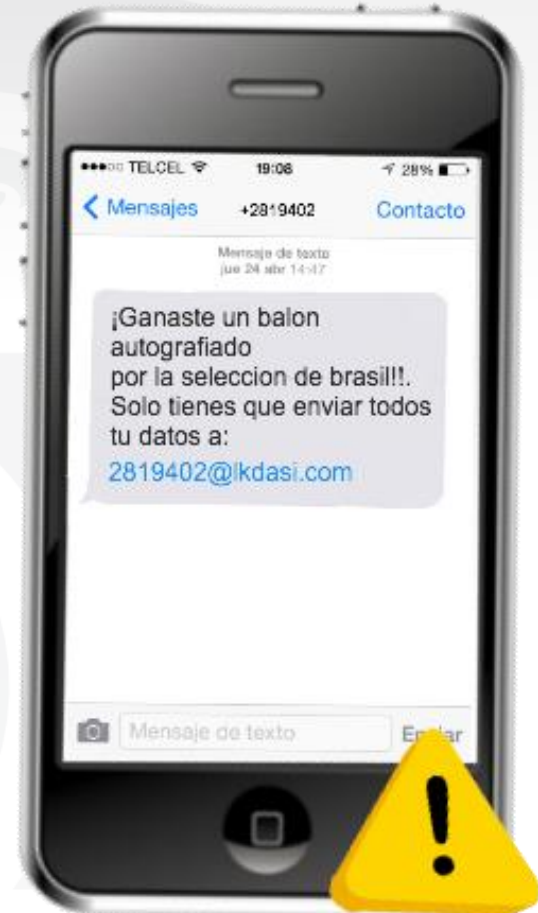 TELCEL 19:08 28%
Mensajes +2819402 Contacto
Mensaje de texto
jue 24 abr 14:47
¡Ganaste un balon
autografiado
por la seleccion de brasil!!.
Solo tienes que enviar todos
tu datos a:
2819402@lkdasi.com
Mensaje de texto
!